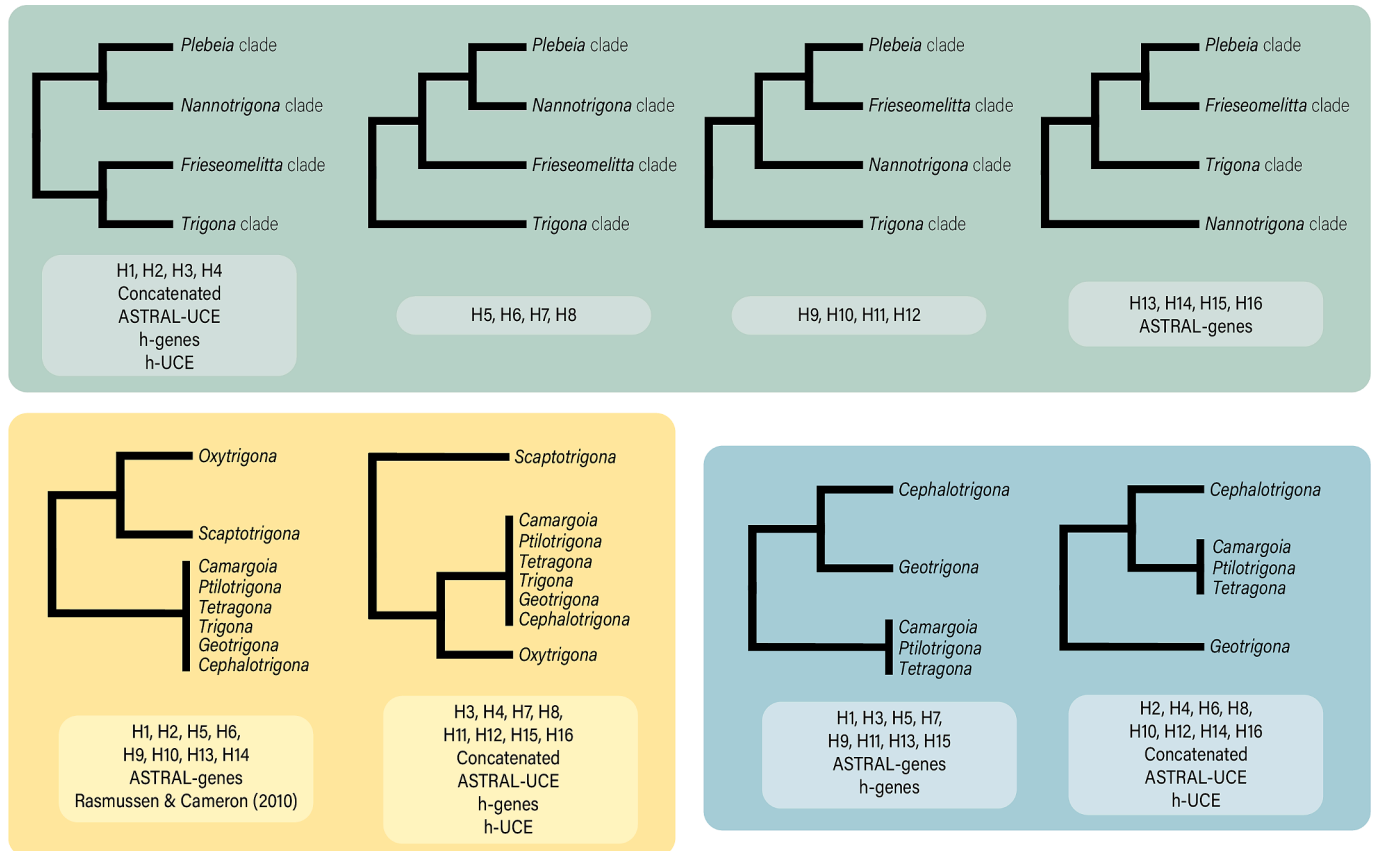 Plebeia clade
Nannotrigona clade
Frieseomelitta clade
Trigona clade
H1, H2, H3, H4
Concatenated
ASTRAL-UCE
h-genes
h-UCE
Plebeia clade
Nannotrigona clade
Frieseomelitta clade
Trigona clade
H5, H6, H7, H8
Plebeia clade
Frieseomelitta clade
Nannotrigona clade
Trigona clade
H9, H10, H11, H12
Plebeia clade
Frieseomelitta clade
Trigona clade
Nannotrigona clade
H13, H14, H15, H16
ASTRAL-genes
Oxytrigona
Scaptotrigona
Camargoia
Ptilotrigona
Tetragona
Trigona
Geotrigona
Cephalotrigona
H1, H2, H5, H6,
H9, H10, H13, H14
ASTRAL-genes
Rasmussen & Cameron (2010)
Scaptotrigona
Camargoia
Ptilotrigona
Tetragona
Trigona
Geotrigona
Cephalotrigona
Oxytrigona
H3, H4, H7, H8,
H11, H12, H15, H16
Concatenated
ASTRAL-UCE
h-genes
h-UCE
Cephalotrigona
Geotrigona
Camargoia
Ptilotrigona
Tetragona
H1, H3, H5, H7,
H9, H11, H13, H15
ASTRAL-genes
h-genes
Cephalotrigona
Camargoia
Ptilotrigona
Tetragona
Geotrigona
H2, H4, H6, H8,
H10, H12, H14, H16
Concatenated
ASTRAL-UCE
h-UCE